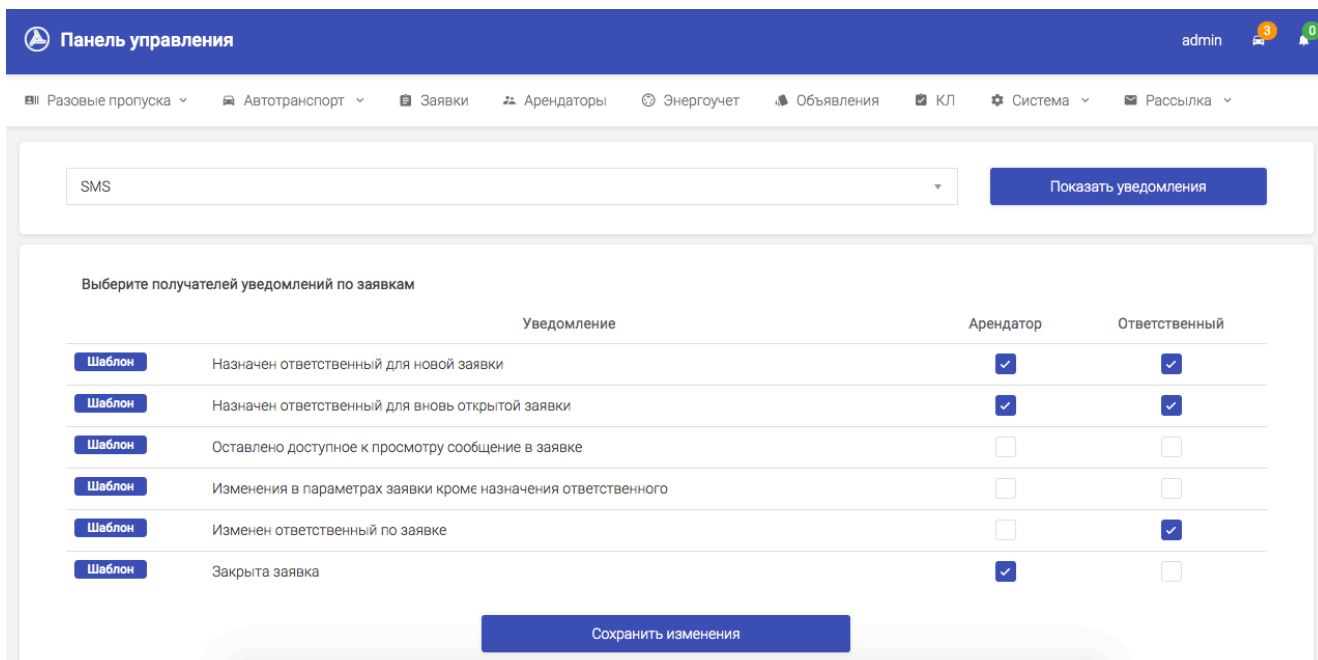 Панель управления admin 3 0
Разовые пропуска Автотранспорт Заявки Арендаторы Энергоучет Объявления КЛ Система Рассылка
SMS Показать уведомления
Выберите получателей уведомлений по заявкам
Уведомление Арендатор Ответственный
Шаблон Назначен ответственный для новой заявки
Шаблон Назначен ответственный для вновь открытой заявки
Шаблон Оставлено доступное к просмотру сообщение в заявке
Шаблон Изменения в параметрах заявки кроме назначения ответственного
Шаблон Изменен ответственный по заявке
Шаблон Закрыта заявка
Сохранить изменения